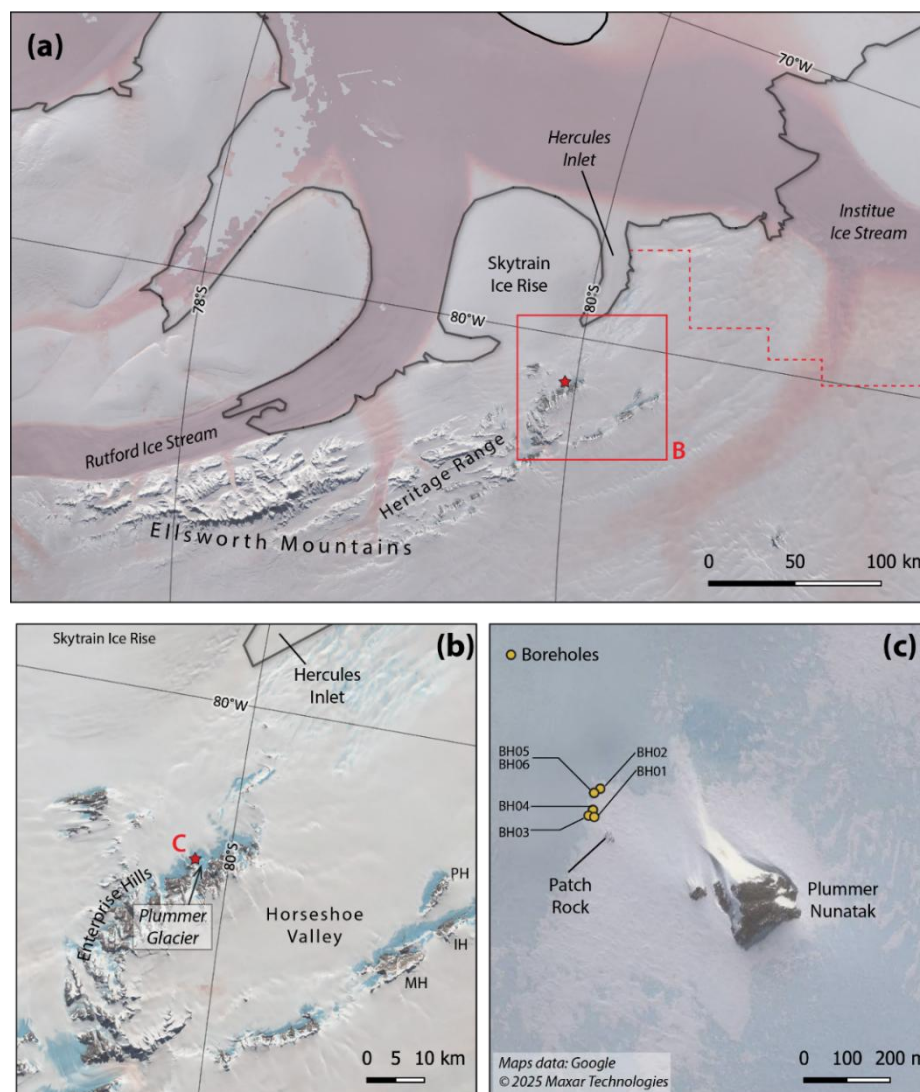 (a)
70°W
Hercules
Inlet
Institue
Ice Stream
Skytrain
Ice Rise
78°S
80°S
80°W
B
Rutford Ice Stream
Heritage Range
Ellsworth Mountains
0 50 100 km
(b)
Skytrain Ice Rise
Hercules
Inlet
80°W
C
80°S
Enterprise Hills
Plummer
Glacier
Horseshoe
Valley
PH
IH
MH
0 5 10 km
(c)
Boreholes
BH05
BH06
BH02
BH01
BH04
BH03
Patch
Rock
Plummer
Nunatak
Maps data: Google
© 2025 Maxar Technologies
0 100 200 m